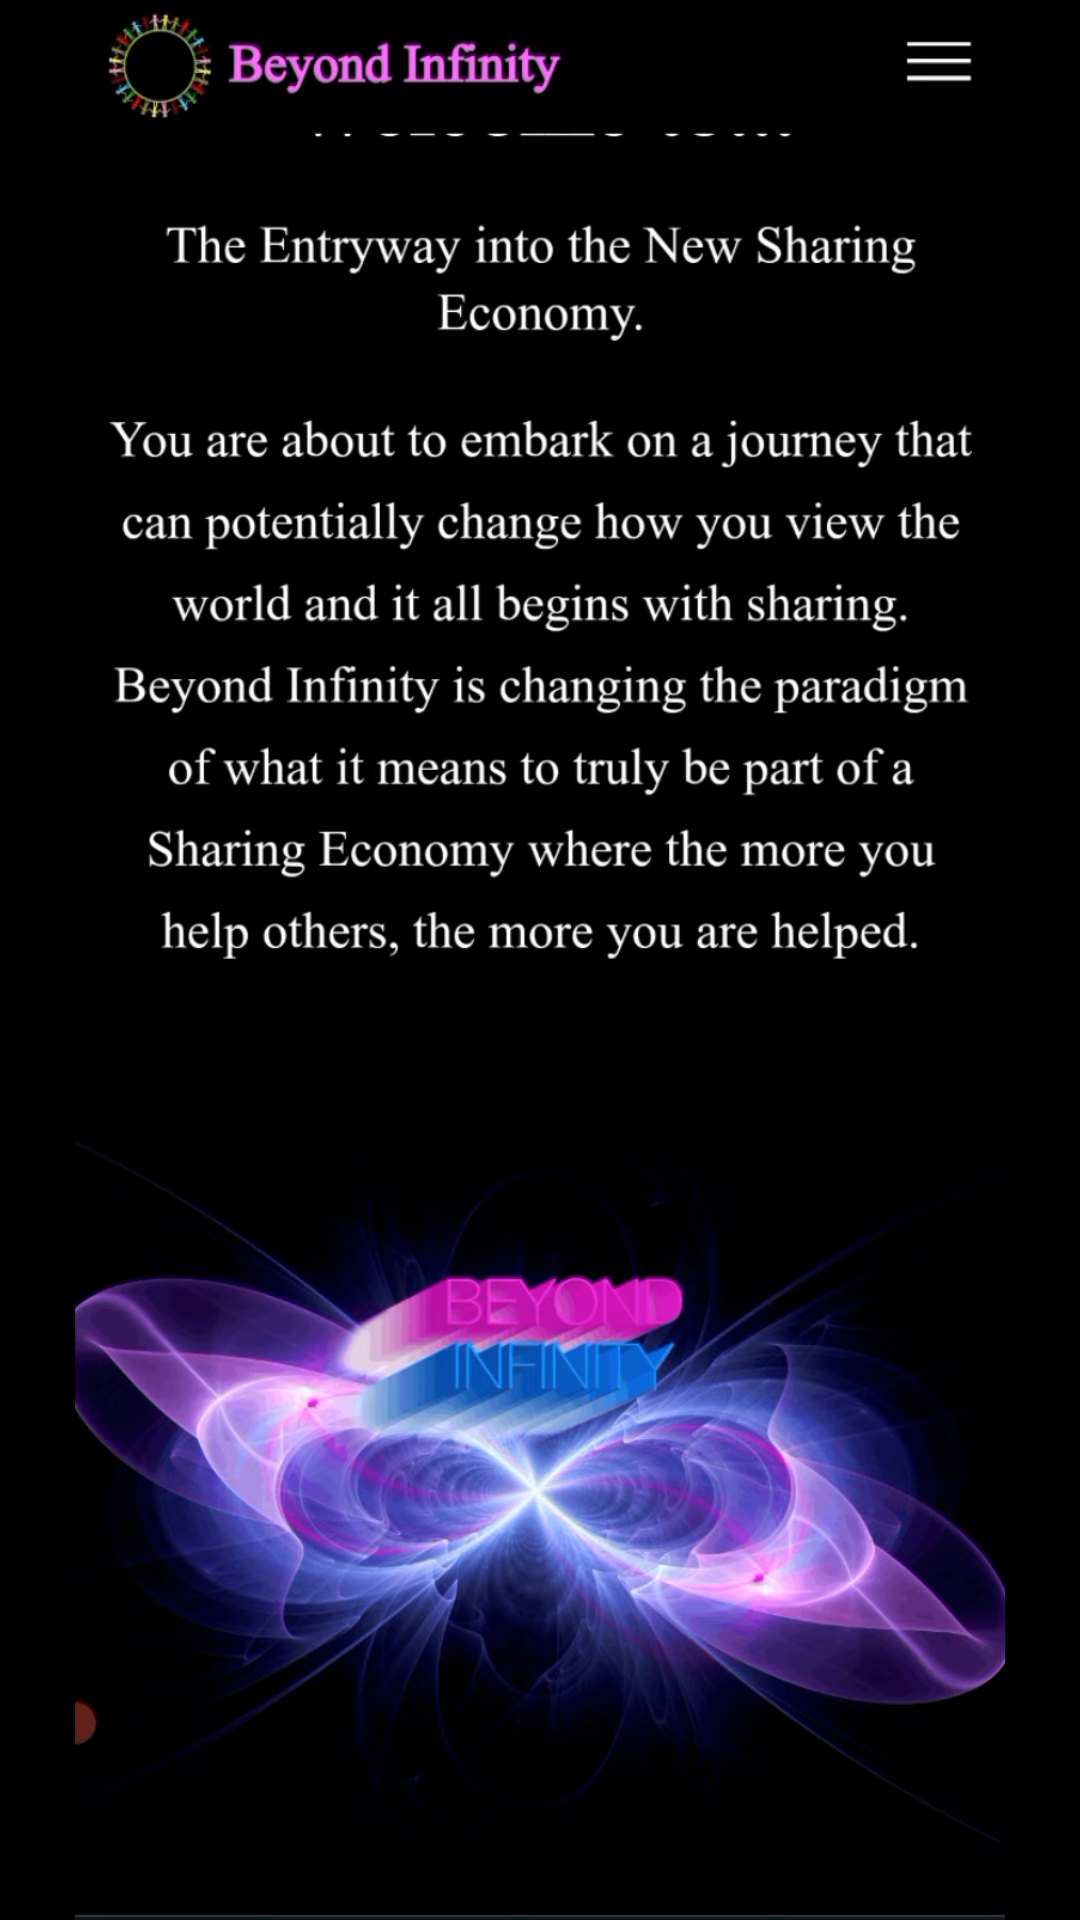 Beyond Infinity
The Entryway into the New Sharing
Economy.
You are about to embark on a journey that
can potentially change how you view the
world and it all begins with sharing.
Beyond Infinity is changing the paradigm
of what it means to truly be part of a
Sharing Economy where the more you
help others, the more you are helped.
BEYOND
INFINITY